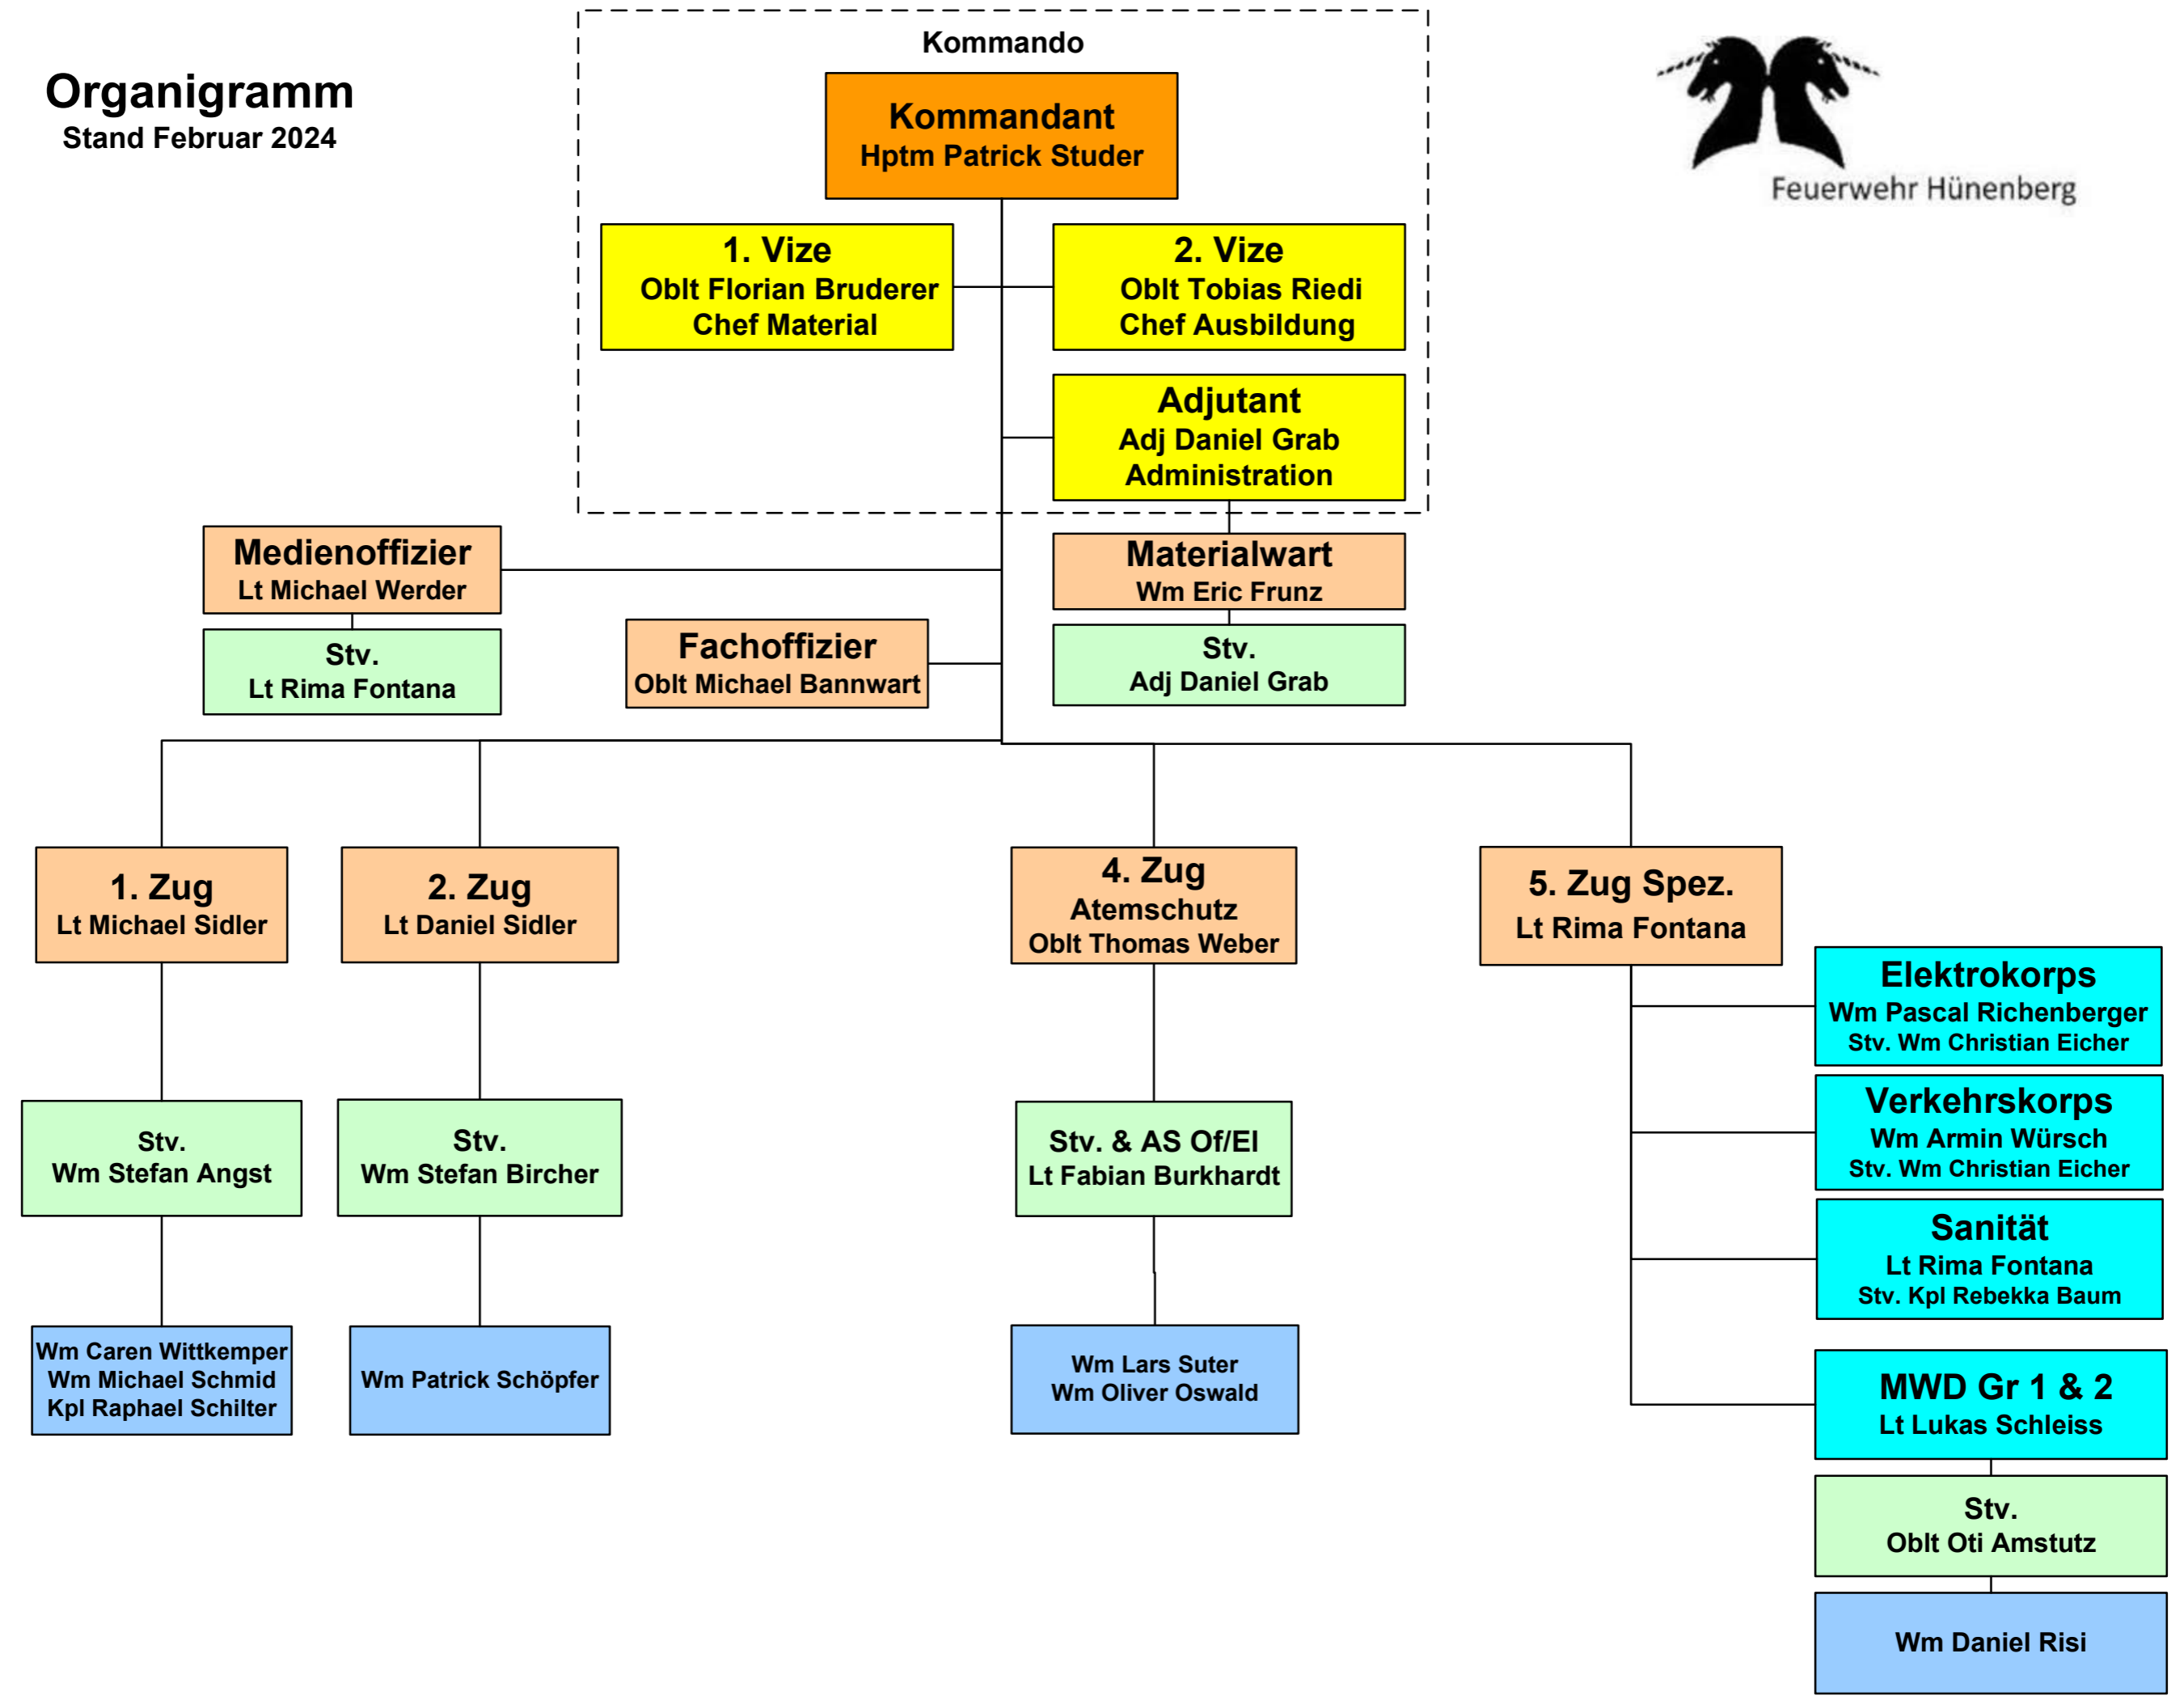 Organigramm
Stand Februar 2024
Kommando
Kommandant
Hptm Patrick Studer
Feuerwehr Hünenberg
1. Vize
Oblt Florian Bruderer
Chef Material
2. Vize
Oblt Tobias Riedi
Chef Ausbildung
Adjutant
Adj Daniel Grab
Administration
Medienoffizier
Lt Michael Werder
Stv.
Lt Rima Fontana
Fachoffizier
Oblt Michael Bannwart
Materialwart
Wm Eric Frunz
Stv.
Adj Daniel Grab
1. Zug
Lt Michael Sidler
Stv.
Wm Stefan Angst
Wm Caren Wittkemper
Wm Michael Schmid
Kpl Raphael Schilter
2. Zug
Lt Daniel Sidler
Stv.
Wm Stefan Bircher
Wm Patrick Schöpfer
4. Zug
Atemschutz
Oblt Thomas Weber
Stv. & AS Of/El
Lt Fabian Burkhardt
Wm Lars Suter
Wm Oliver Oswald
5. Zug Spez.
Lt Rima Fontana
Elektrokorps
Wm Pascal Richenberger
Stv. Wm Christian Eicher
Verkehrskorps
Wm Armin Würsch
Stv. Wm Christian Eicher
Sanität
Lt Rima Fontana
Stv. Kpl Rebekka Baum
MWD Gr 1 & 2
Lt Lukas Schleiss
Stv.
Oblt Oti Amstutz
Wm Daniel Risi